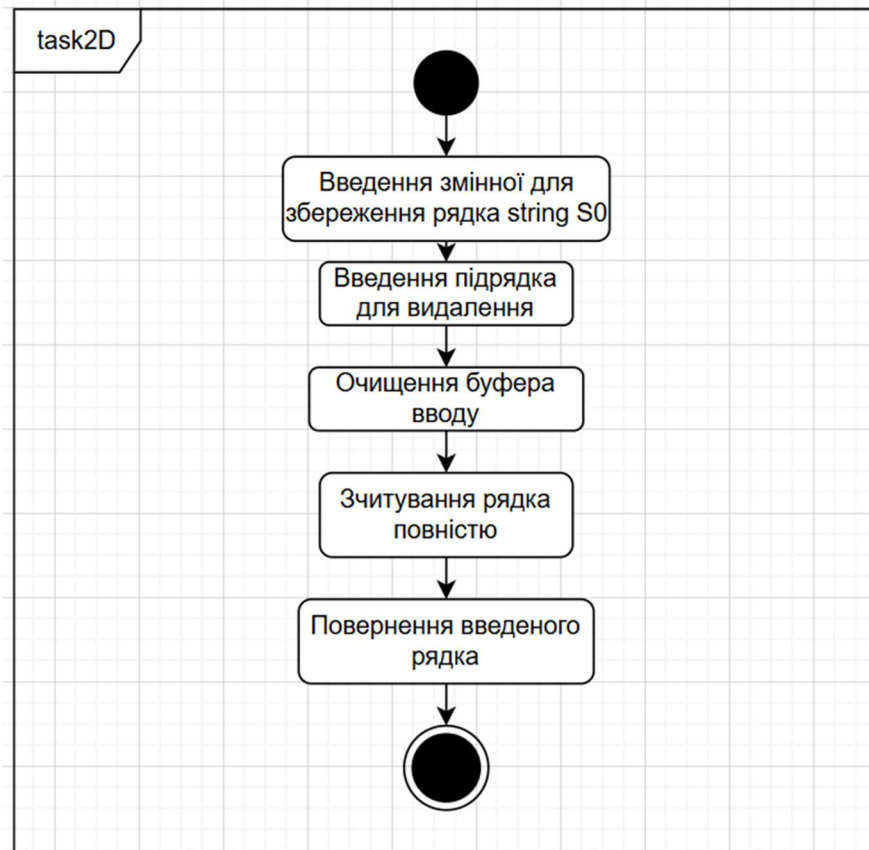 task2D
Введення змінної для
збереження рядка string S0
Введення підрядка
для видалення
Очищення буфера
вводу
Зчитування рядка
повністю
Повернення введеного
рядка